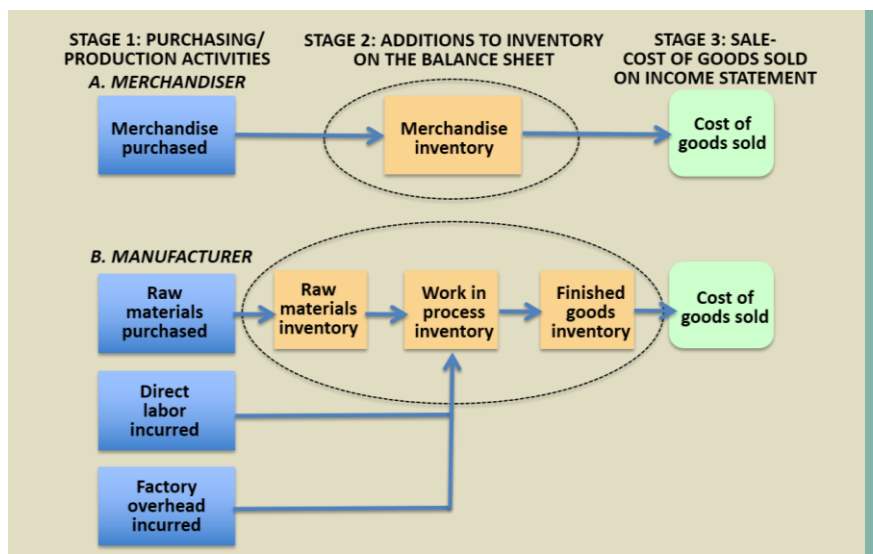 STAGE 1: PURCHASING/
PRODUCTION ACTIVITIES
STAGE 2: ADDITIONS TO INVENTORY
ON THE BALANCE SHEET
STAGE 3: SALE-
COST OF GOODS SOLD
ON INCOME STATEMENT
A. MERCHANDISER
Merchandise
purchased
Merchandise
inventory
Cost of
goods sold
B. MANUFACTURER
Raw
materials
purchased
Raw
materials
inventory
Work in
process
inventory
Finished
goods
inventory
Cost of
goods sold
Direct
labor
incurred
Factory
overhead
incurred